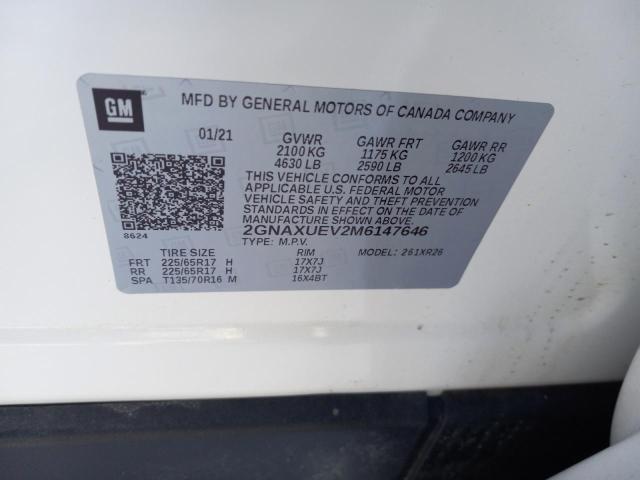 GM
MFD BY GENERAL MOTORS OF CANADA COMPANY
01/21 GVWR GAWR FRT GAWR RR
2100 KG 1175 KG 1200 KG
4630 LB 2590 LB 2645 LB
THIS VEHICLE CONFORMS TO ALL
APPLICABLE U.S. FEDERAL MOTOR
VEHICLE SAFETY AND THEFT PREVENTION
STANDARDS IN EFFECT ON THE DATE OF
MANUFACTURE SHOWN ABOVE.
8624 2GNAXUEV2M6147646
TYPE: M.P.V. MODEL: 261XR26
TIRE SIZE RIM
FRT 225/65R17 H 17X7J
RR 225/65R17 H 17X7J
SPA T135/70R16 M 16X4BT